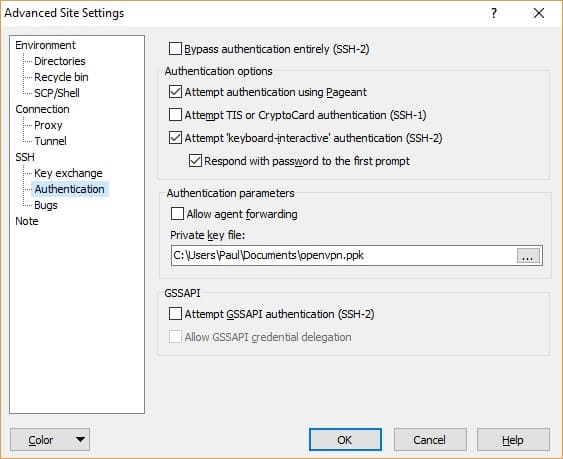 Advanced Site Settings
?
Environment
Directories
Recycle bin
SCP/Shell
Connection
Proxy
Tunnel
SSH
Key exchange
Authentication
Bugs
Note
Bypass authentication entirely (SSH-2)
Authentication options
Attempt authentication using Pageant
Attempt TIS or CryptoCard authentication (SSH-1)
Attempt 'keyboard-interactive' authentication (SSH-2)
Respond with password to the first prompt
Authentication parameters
Allow agent forwarding
Private key file:
C:\Users\Paul\Documents\openvpn.ppk
...
GSSAPI
Attempt GSSAPI authentication (SSH-2)
Allow GSSAPI credential delegation
Color
OK
Cancel
Help